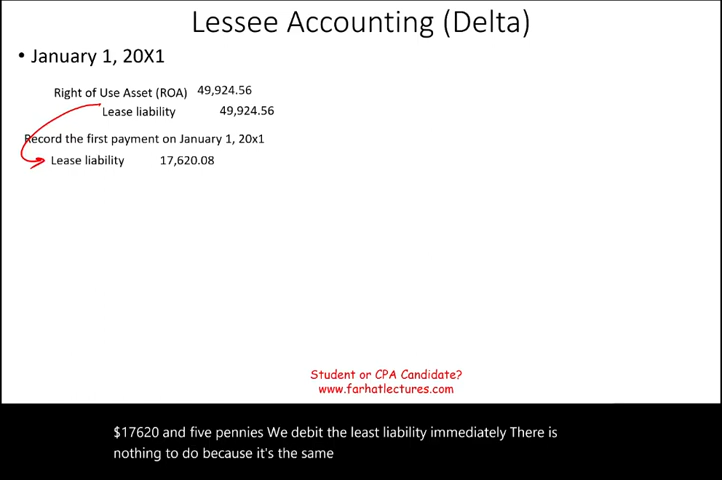 Lessee Accounting (Delta)
• January 1, 20X1
Right of Use Asset (ROA) 49,924.56
Lease liability 49,924.56
Record the first payment on January 1, 20x1
Lease liability 17,620.08
Student or CPA Candidate?
www.farhatlectures.com
$17620 and five pennies We debit the least liability immediately There is
nothing to do because it's the same